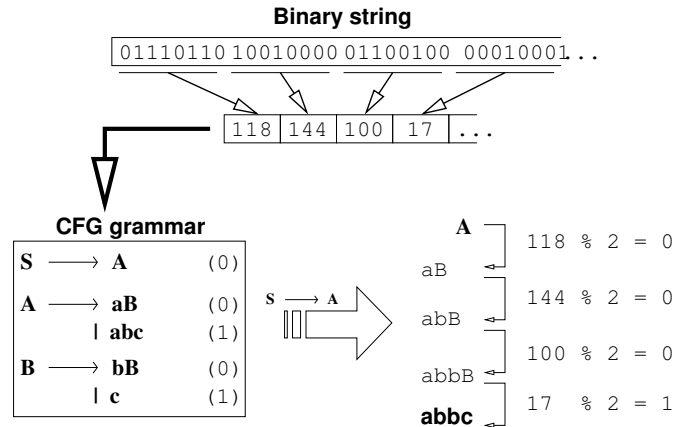 Binary string
01110110 10010000 01100100 00010001...
118 144 100 17 ...
CFG grammar
S ⟶ A (0)
A ⟶ aB (0)
| abc (1)
B ⟶ bB (0)
| c (1)
S ⟶ A
A
118 % 2 = 0
aB
144 % 2 = 0
abB
100 % 2 = 0
abbB
17 % 2 = 1
abbc